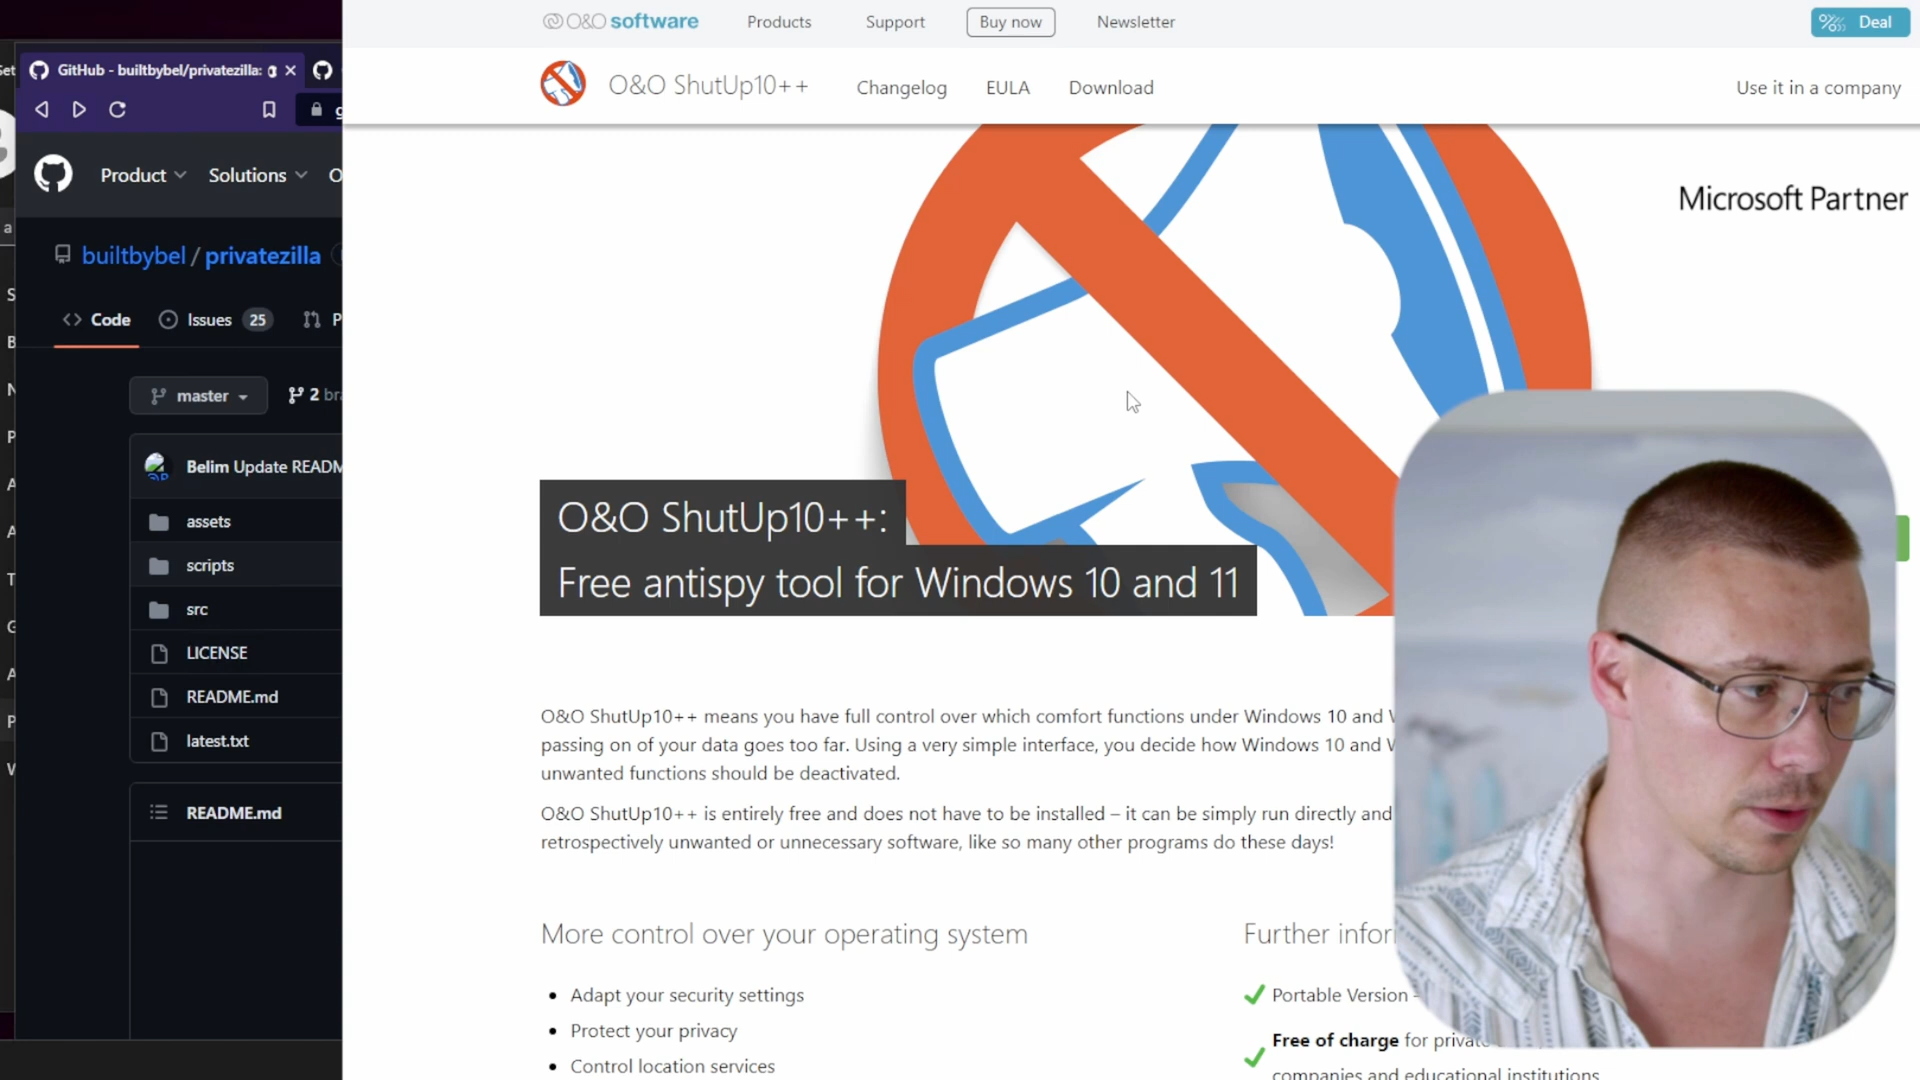 O&O software
Products
Support
Buy now
Newsletter
Deal
GitHub - builtbybel/privatezilla:
O&O ShutUp10++
Changelog
EULA
Download
Use it in a company
Product
Solutions
Microsoft Partner
builtbybel / privatezilla
Code
Issues 25
master
2
Belim Update READM
assets
scripts
src
LICENSE
README.md
latest.txt
README.md
O&O ShutUp10++:
Free antispy tool for Windows 10 and 11
O&O ShutUp10++ means you have full control over which comfort functions under Windows 10 and
passing on of your data goes too far. Using a very simple interface, you decide how Windows 10 and
unwanted functions should be deactivated.
O&O ShutUp10++ is entirely free and does not have to be installed – it can be simply run directly and
retrospectively unwanted or unnecessary software, like so many other programs do these days!
More control over your operating system
Further infor
Adapt your security settings
Protect your privacy
Control location services
Portable Version -
Free of charge for private
companies and educational institutions